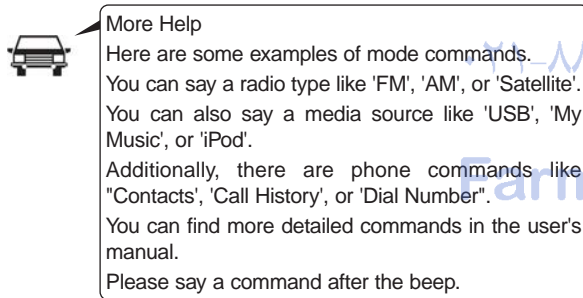 More Help
Here are some examples of mode commands.
You can say a radio type like 'FM', 'AM', or 'Satellite'.
You can also say a media source like 'USB', 'My
Music', or 'iPod'.
Additionally, there are phone commands like
"Contacts', 'Call History', or 'Dial Number".
You can find more detailed commands in the user's
manual.
Please say a command after the beep.